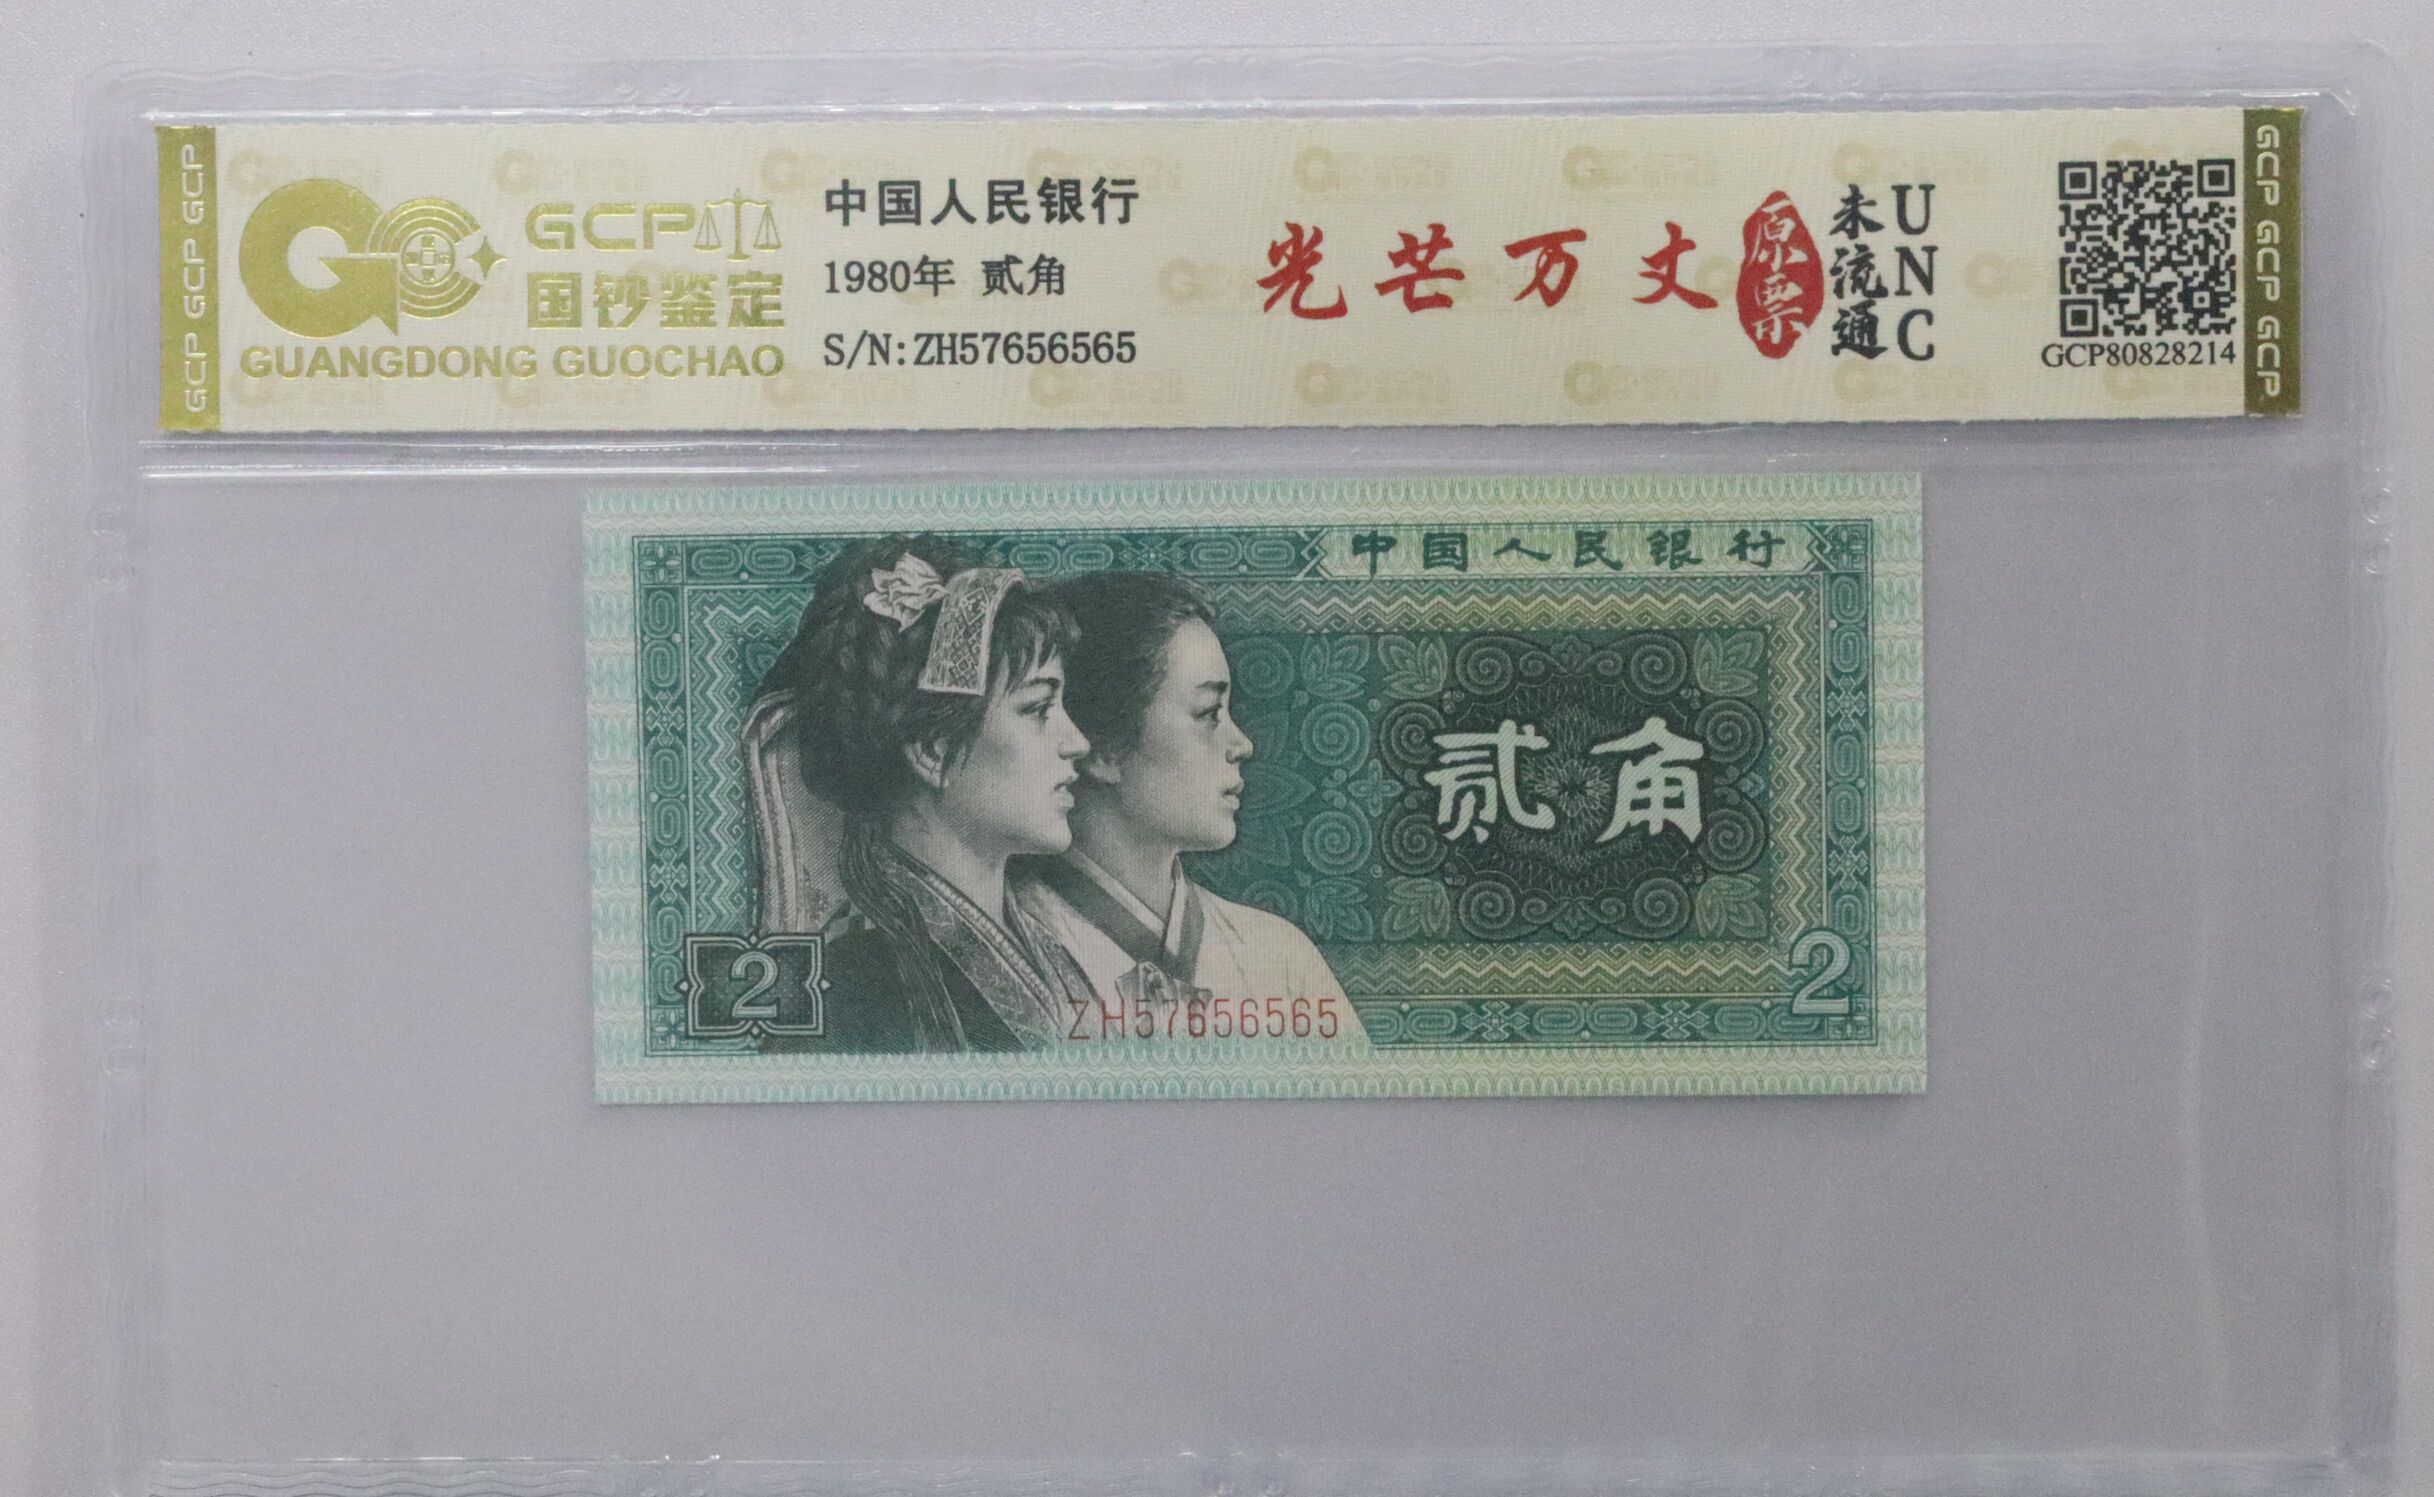 GCP GCP GCP
GCP
国钞鉴定
GUANGDONG GUOCHAO
中国人民银行
1980年 贰角
S/N:ZH57656565
光芒万丈
原票
未流通
UNC
GCP80828214
GCP GCP GCP
中国人民银行
贰角
2
ZH57656565
2